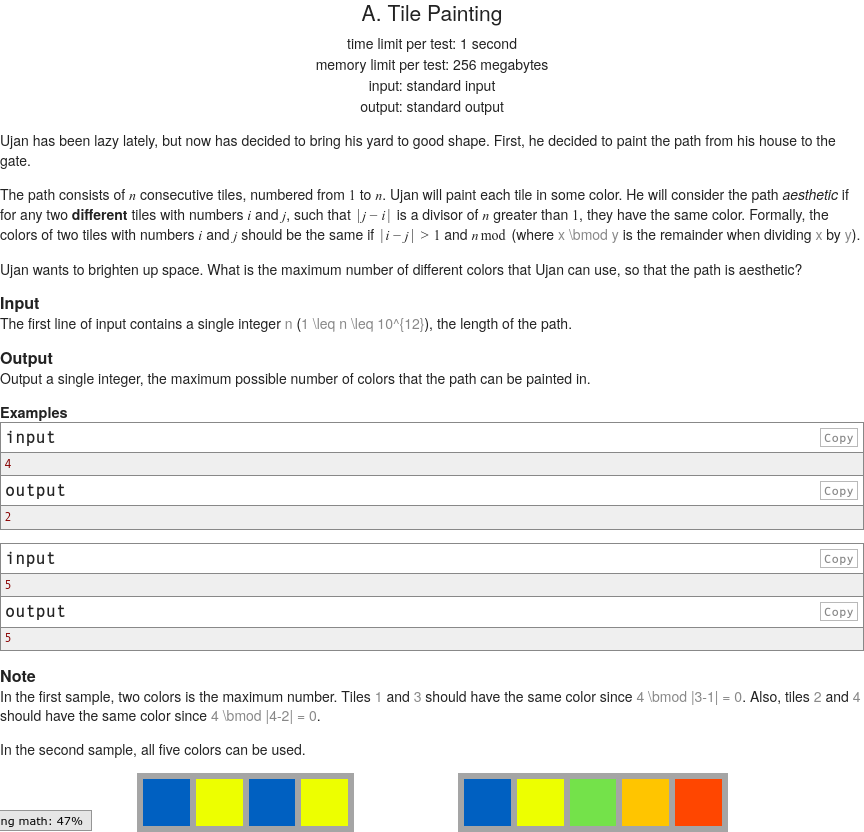 A. Tile Painting
time limit per test: 1 second
memory limit per test: 256 megabytes
input: standard input
output: standard output
Ujan has been lazy lately, but now has decided to bring his yard to good shape. First, he decided to paint the path from his house to the
gate.
The path consists of n consecutive tiles, numbered from 1 to n. Ujan will paint each tile in some color. He will consider the path aesthetic if
for any two different tiles with numbers i and j, such that |j − i| is a divisor of n greater than 1, they have the same color. Formally, the
colors of two tiles with numbers i and j should be the same if |i − j| > 1 and n mod (where x \bmod y is the remainder when dividing x by y).
Ujan wants to brighten up space. What is the maximum number of different colors that Ujan can use, so that the path is aesthetic?
Input
The first line of input contains a single integer n (1 \leq n \leq 10^{12}), the length of the path.
Output
Output a single integer, the maximum possible number of colors that the path can be painted in.
Examples
input Copy
4
output Copy
2
input Copy
5
output Copy
5
Note
In the first sample, two colors is the maximum number. Tiles 1 and 3 should have the same color since 4 \bmod |3-1| = 0. Also, tiles 2 and 4
should have the same color since 4 \bmod |4-2| = 0.
In the second sample, all five colors can be used.
ng math: 47%